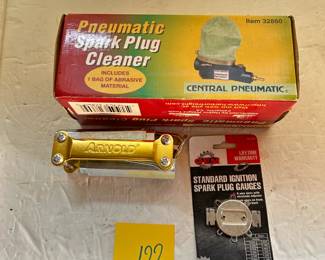 Pneumatic
Spark Plug
Cleaner
Item 32860
INCLUDES
1 BAG OF ABRASIVE
MATERIAL
CENTRAL PNEUMATIC
ARNOLD
LIFETIME
WARRANTY
STANDARD IGNITION
SPARK PLUG GAUGES
122